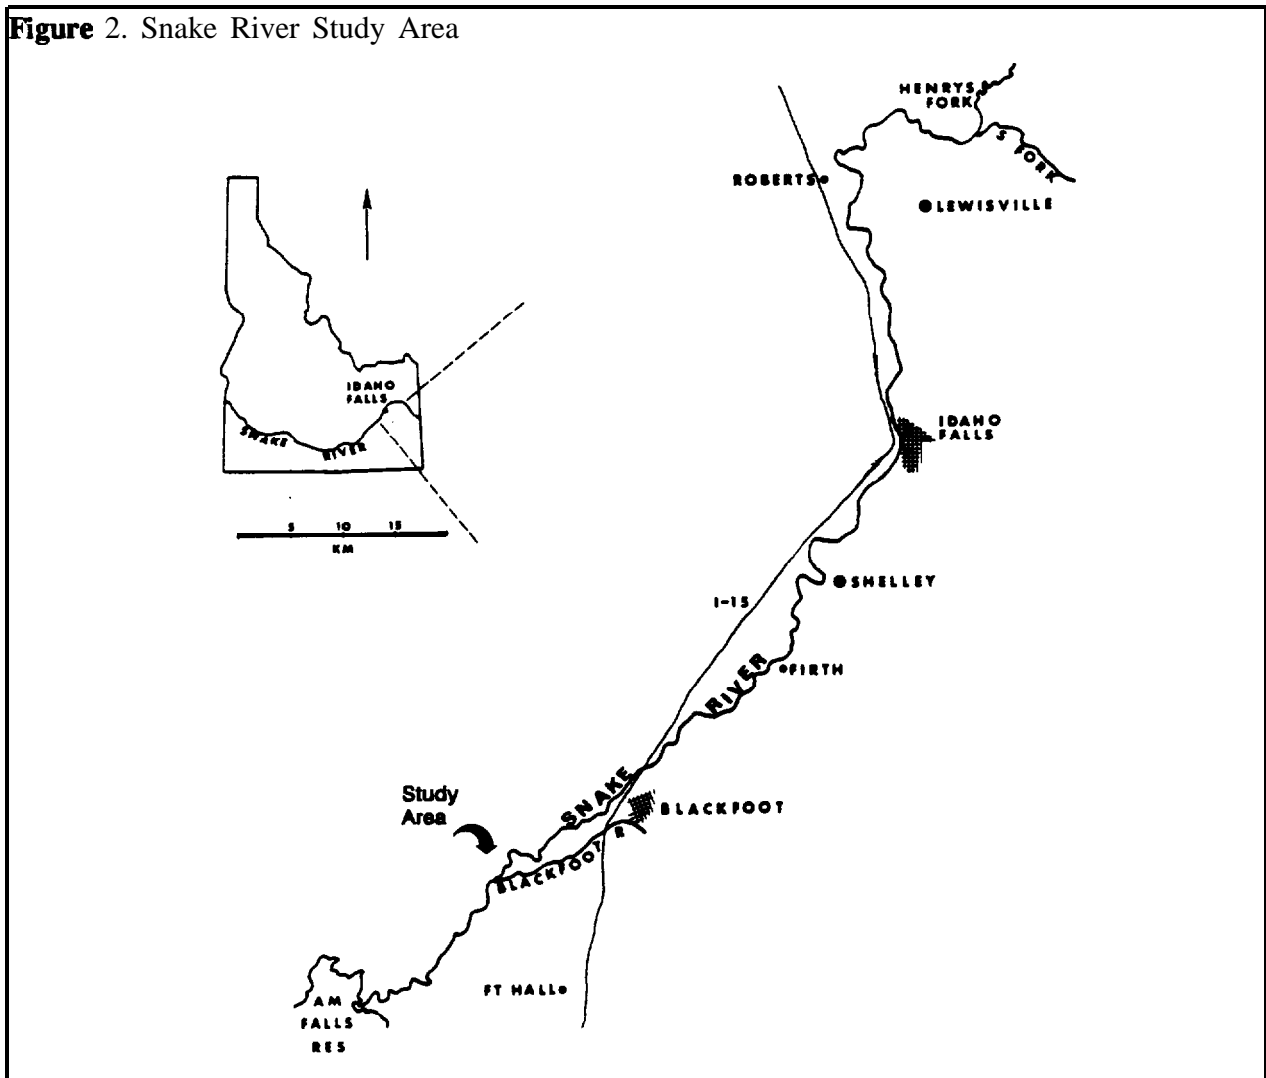 Figure 2. Snake River Study Area
HENRYS
FORK
S FORK
ROBERTS
LEWISVILLE
IDAHO
FALLS
SNAKE RIVER
5 10 15
KM
IDAHO
FALLS
SHELLEY
I-15
FIRTH
SNAKE RIVER
Study
Area
BLACKFOOT
BLACKFOOT R
FT HALL
AM
FALLS
RES